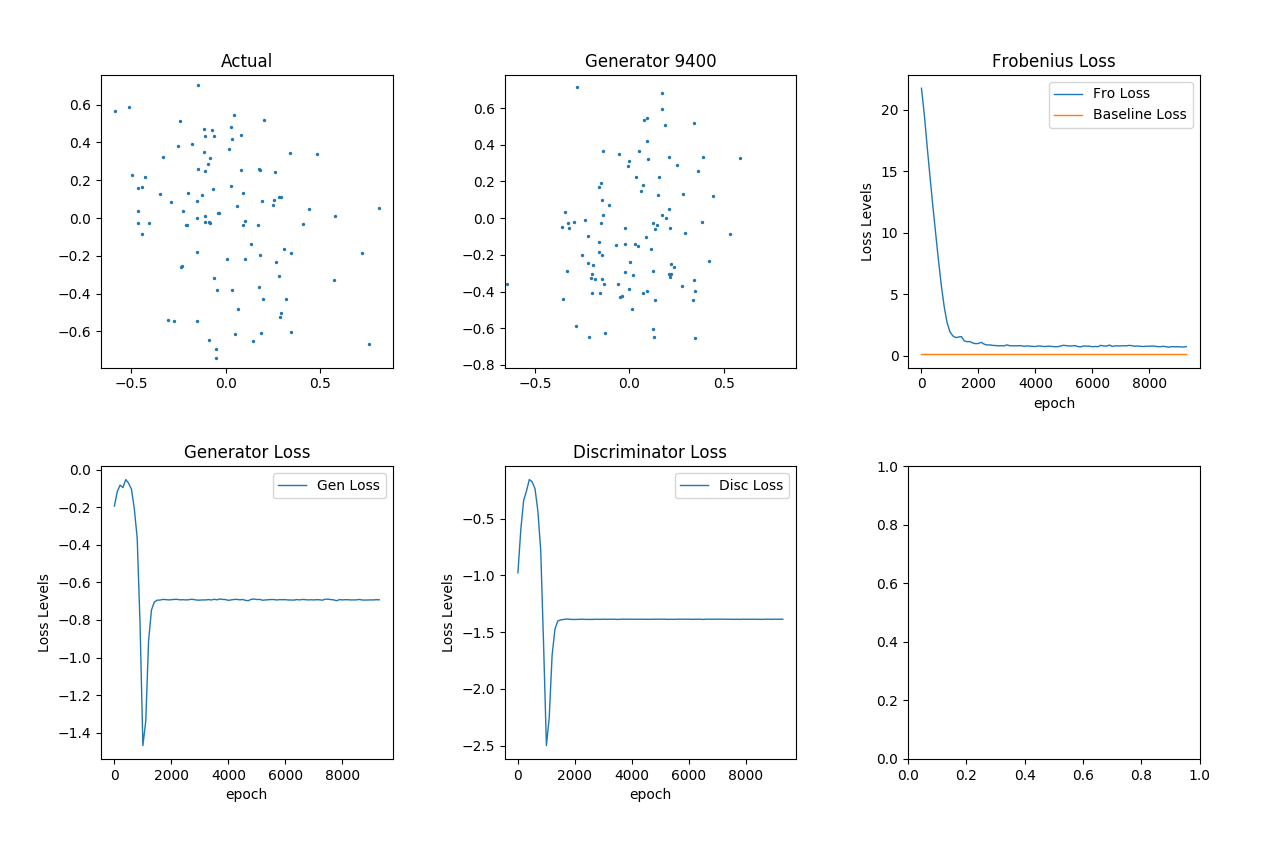 Actual
0.6
0.4
0.2
0.0
−0.2
−0.4
−0.6
−0.5 0.0 0.5
Generator 9400
0.6
0.4
0.2
0.0
−0.2
−0.4
−0.6
−0.8
−0.5 0.0 0.5
Frobenius Loss
Fro Loss
Baseline Loss
Loss Levels
20
15
10
5
0
0 2000 4000 6000 8000
epoch
Generator Loss
Gen Loss
Loss Levels
0.0
−0.2
−0.4
−0.6
−0.8
−1.0
−1.2
−1.4
0 2000 4000 6000 8000
epoch
Discriminator Loss
Disc Loss
Loss Levels
−0.5
−1.0
−1.5
−2.0
−2.5
0 2000 4000 6000 8000
epoch
1.0
0.8
0.6
0.4
0.2
0.0
0.0 0.2 0.4 0.6 0.8 1.0